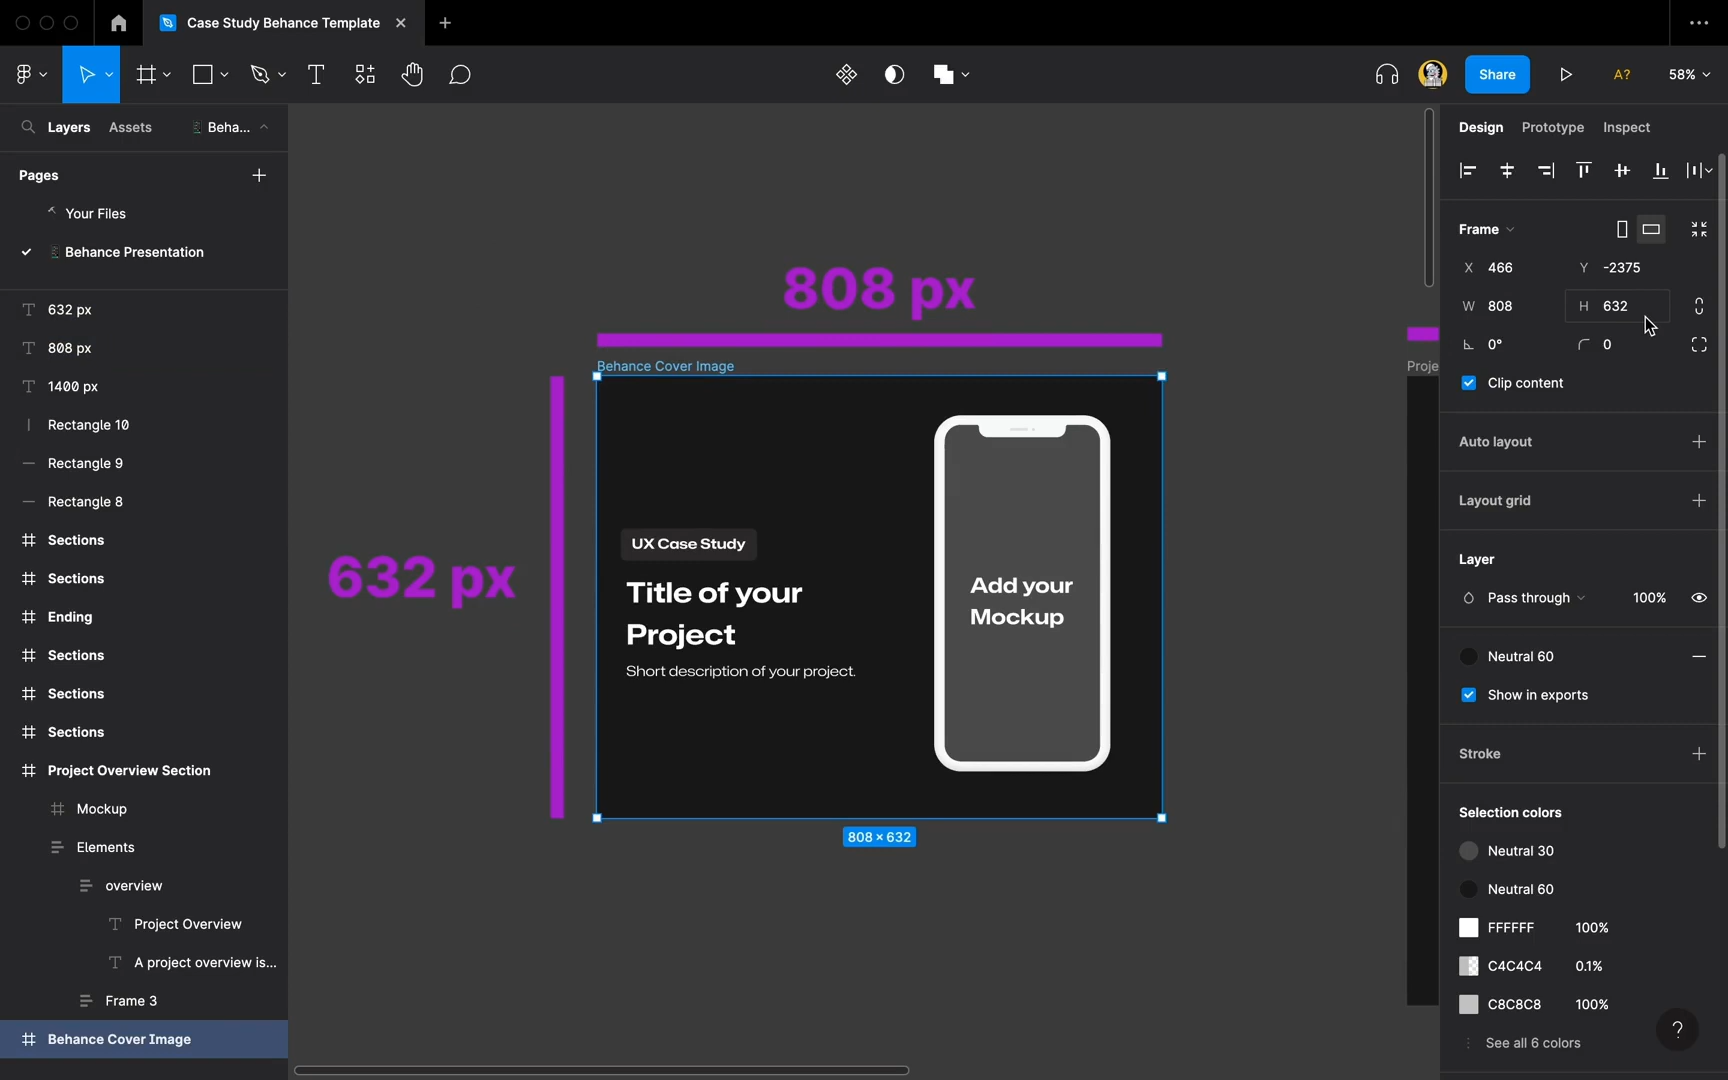 Case Study Behance Template
Share
A?
58%
Layers
Assets
Beha...
Pages
Your Files
Behance Presentation
632 px
808 px
1400 px
Rectangle 10
Rectangle 9
Rectangle 8
Sections
Sections
Ending
Sections
Sections
Sections
Project Overview Section
Mockup
Elements
overview
Project Overview
A project overview is...
Frame 3
Behance Cover Image
808 px
Behance Cover Image
632 px
UX Case Study
Title of your
Project
Short description of your project.
Add your
Mockup
808 × 632
Proje
Design Prototype Inspect
Frame
X 466 Y -2375
W 808 H 632
0° 0
Clip content
Auto layout
Layout grid
Layer
Pass through 100%
Neutral 60
Show in exports
Stroke
Selection colors
Neutral 30
Neutral 60
FFFFFF 100%
C4C4C4 0.1%
C8C8C8 100%
See all 6 colors
?